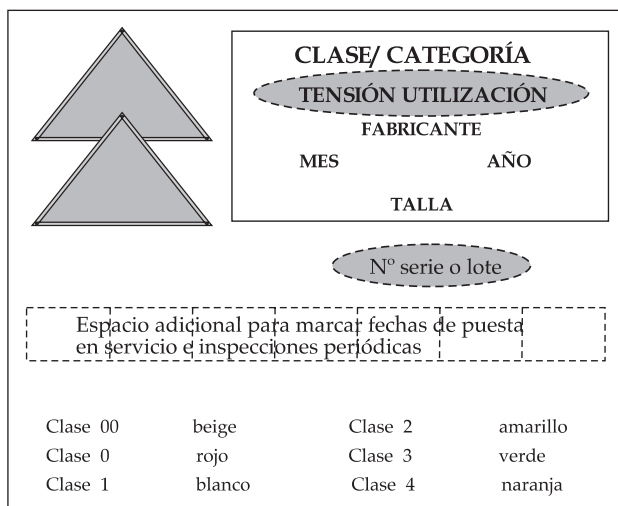 CLASE/ CATEGORÍA
TENSIÓN UTILIZACIÓN
FABRICANTE
MES AÑO
TALLA
Nº serie o lote
Espacio adicional para marcar fechas de puesta
en servicio e inspecciones periódicas
Clase 00 beige Clase 2 amarillo
Clase 0 rojo Clase 3 verde
Clase 1 blanco Clase 4 naranja